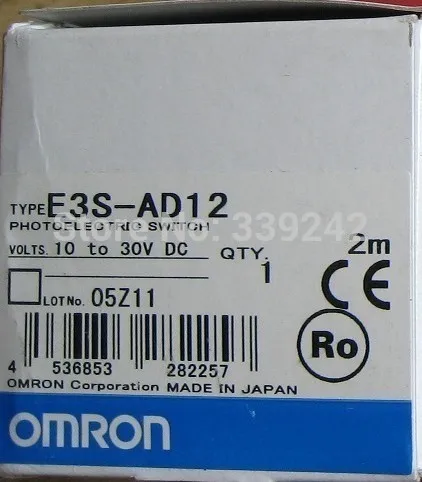 TYPE E3S-AD12
Store No: 339242
PHOTOELECTRIC SWITCH
VOLTS. 10 to 30V DC QTY. 2m
1
LOT No. 05Z11
CE
Ro
4 536853 282257
OMRON Corporation MADE IN JAPAN
OMRON